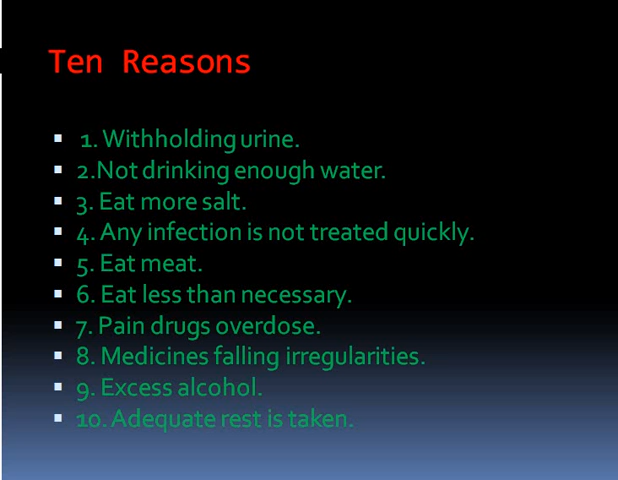 Ten Reasons
1. Withholding urine.
2.Not drinking enough water.
3. Eat more salt.
4. Any infection is not treated quickly.
5. Eat meat.
6. Eat less than necessary.
7. Pain drugs overdose.
8. Medicines falling irregularities.
9. Excess alcohol.
10. Adequate rest is taken.